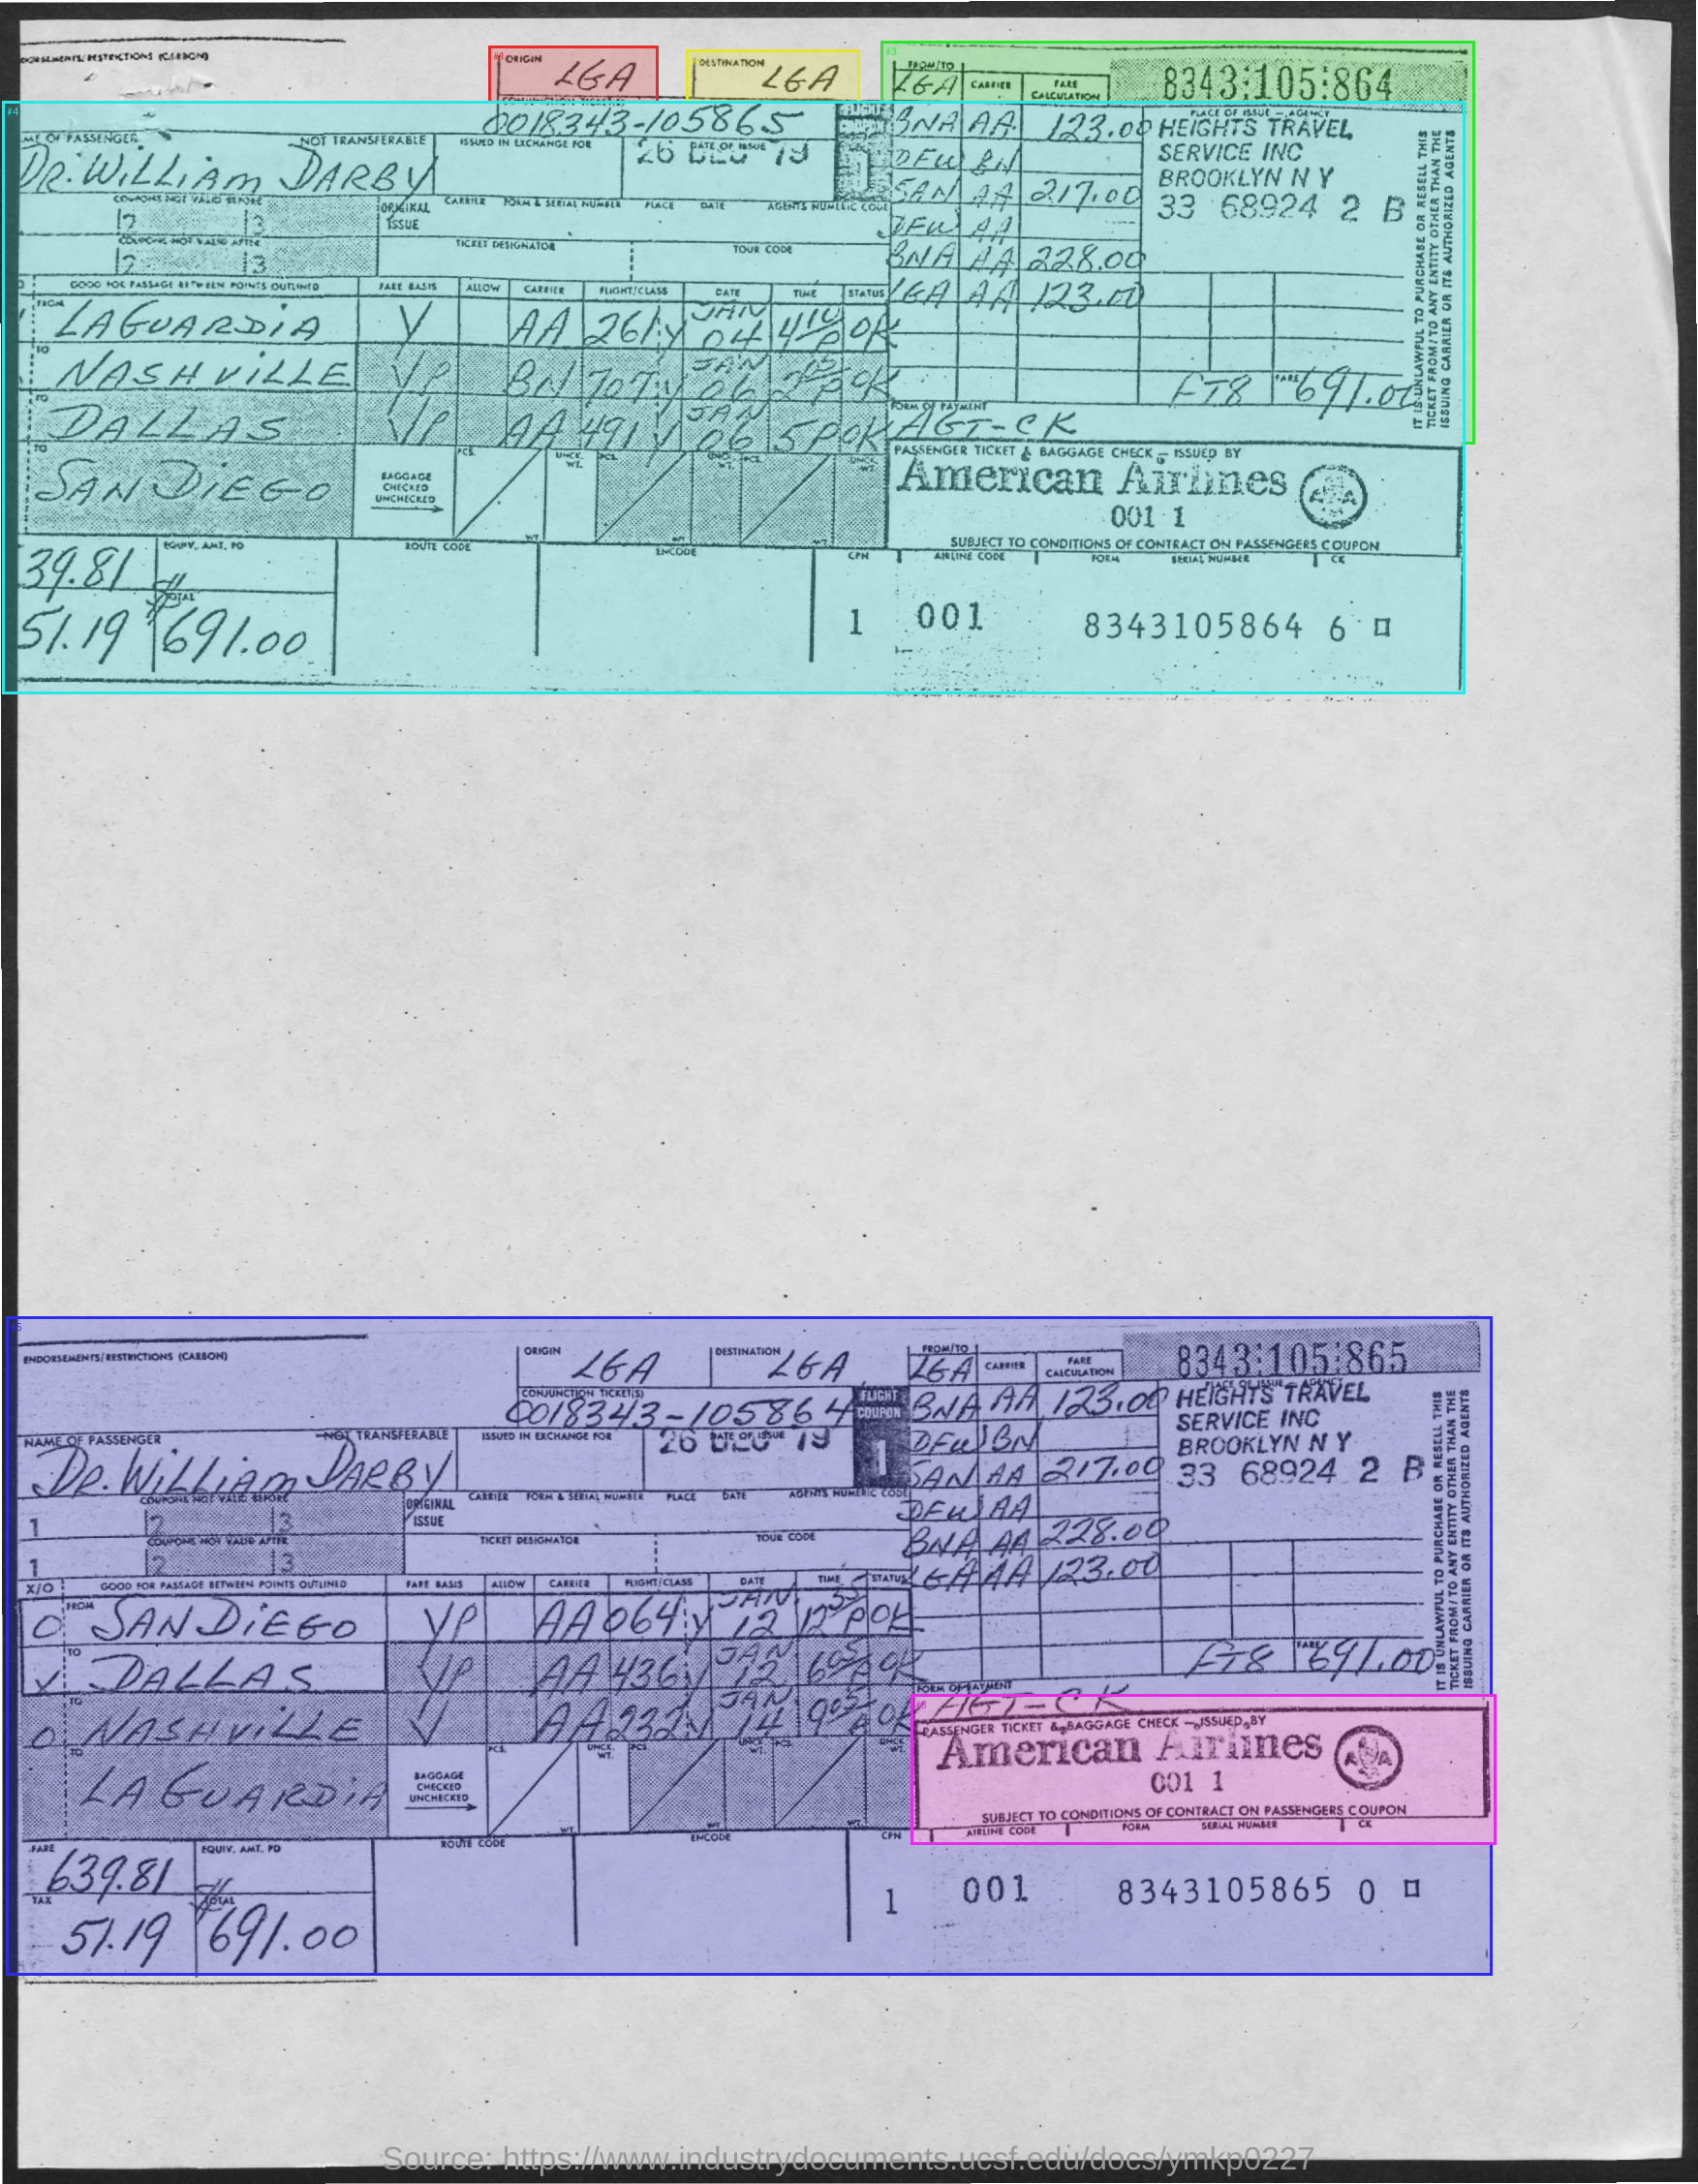 ENDORSEMENTS/RESTRICTIONS (CARBON)
ORIGIN LGA
DESTINATION LGA
FROM/TO LGA CARRIER FARE CALCULATION
8343:105:864
0018343-105865
FLIGHT
1
BNA AA 123.00
DFW BN
SAN AA 217.00
DFW AA
BNA AA 228.00
LGA AA 123.00
PLACE OF ISSUE - AGENCY
HEIGHTS TRAVEL
SERVICE INC
BROOKLYN N Y
33 68924 2 B
IT IS UNLAWFUL TO PURCHASE OR RESELL THIS
TICKET FROM/TO ANY ENTITY OTHER THAN THE
ISSUING CARRIER OR ITS AUTHORIZED AGENTS
ME OF PASSENGER NOT TRANSFERABLE ISSUED IN EXCHANGE FOR DATE OF ISSUE
DR. WILLIAM DARBY 26 DEC 79
COUPONS NOT VALID BEFORE
2 3
ORIGINAL ISSUE CARRIER FORM & SERIAL NUMBER PLACE DATE AGENTS NUMERIC CODE
COUPONS NOT VALID AFTER
2 3
TICKET DESIGNATOR TOUR CODE
GOOD FOR PASSAGE BETWEEN POINTS OUTLINED FARE BASIS ALLOW CARRIER FLIGHT/CLASS DATE TIME STATUS
FROM LAGUARDIA Y AA 261 Y JAN 04 410 P OK
TO NASHVILLE YP BN 707 Y JAN 06 215 P OK
TO DALLAS YP AA 491 Y JAN 06 5 P OK
TO SAN DIEGO
BAGGAGE CHECKED UNCHECKED PCS. WT. UNCK. WT. PCS. WT. UNCK. WT. PCS. WT. UNCK. WT.
FT8 FARE 691.00
FORM OF PAYMENT
AGT-CK
PASSENGER TICKET & BAGGAGE CHECK - ISSUED BY
American Airlines
001 1
SUBJECT TO CONDITIONS OF CONTRACT ON PASSENGERS COUPON
39.81 EQUIV. AMT. PD ROUTE CODE ENCODE CPN AIRLINE CODE FORM SERIAL NUMBER CK
51.19 TOTAL $691.00
1 001 8343105864 6
ENDORSEMENTS/RESTRICTIONS (CARBON)
ORIGIN LGA
DESTINATION LGA
FROM/TO LGA CARRIER FARE CALCULATION
8343:105:865
CONJUNCTION TICKET(S)
0018343-105864
FLIGHT COUPON
1
BNA AA 123.00
DFW BN
SAN AA 217.00
DFW AA
BNA AA 228.00
LGA AA 123.00
PLACE OF ISSUE - AGENCY
HEIGHTS TRAVEL
SERVICE INC
BROOKLYN N Y
33 68924 2 B
IT IS UNLAWFUL TO PURCHASE OR RESELL THIS
TICKET FROM/TO ANY ENTITY OTHER THAN THE
ISSUING CARRIER OR ITS AUTHORIZED AGENTS
NAME OF PASSENGER NOT TRANSFERABLE ISSUED IN EXCHANGE FOR DATE OF ISSUE
DR. WILLIAM DARBY 26 DEC 79
COUPONS NOT VALID BEFORE
1 2 3
ORIGINAL ISSUE CARRIER FORM & SERIAL NUMBER PLACE DATE AGENTS NUMERIC CODE
COUPONS NOT VALID AFTER
1 2 3
TICKET DESIGNATOR TOUR CODE
X/O GOOD FOR PASSAGE BETWEEN POINTS OUTLINED FARE BASIS ALLOW CARRIER FLIGHT/CLASS DATE TIME STATUS
O FROM SAN DIEGO YP AA 064 Y JAN 12 1255 P OK
X TO DALLAS YP AA 436 Y JAN 12 605 P OK
O TO NASHVILLE Y AA 232 Y JAN 14 905 A OK
TO LA GUARDIA
BAGGAGE CHECKED UNCHECKED PCS. WT. UNCK. WT. PCS. WT. UNCK. WT. PCS. WT. UNCK. WT.
FT8 FARE 691.00
FORM OF PAYMENT
AGT-CK
PASSENGER TICKET & BAGGAGE CHECK - ISSUED BY
American Airlines
AA
001 1
SUBJECT TO CONDITIONS OF CONTRACT ON PASSENGERS COUPON
FARE 639.81 EQUIV. AMT. PD ROUTE CODE ENCODE CPN AIRLINE CODE FORM SERIAL NUMBER CK
TAX 51.19 TOTAL $691.00
1 001 8343105865 0
Source: https://www.industrydocuments.ucsf.edu/docs/ymkp0227